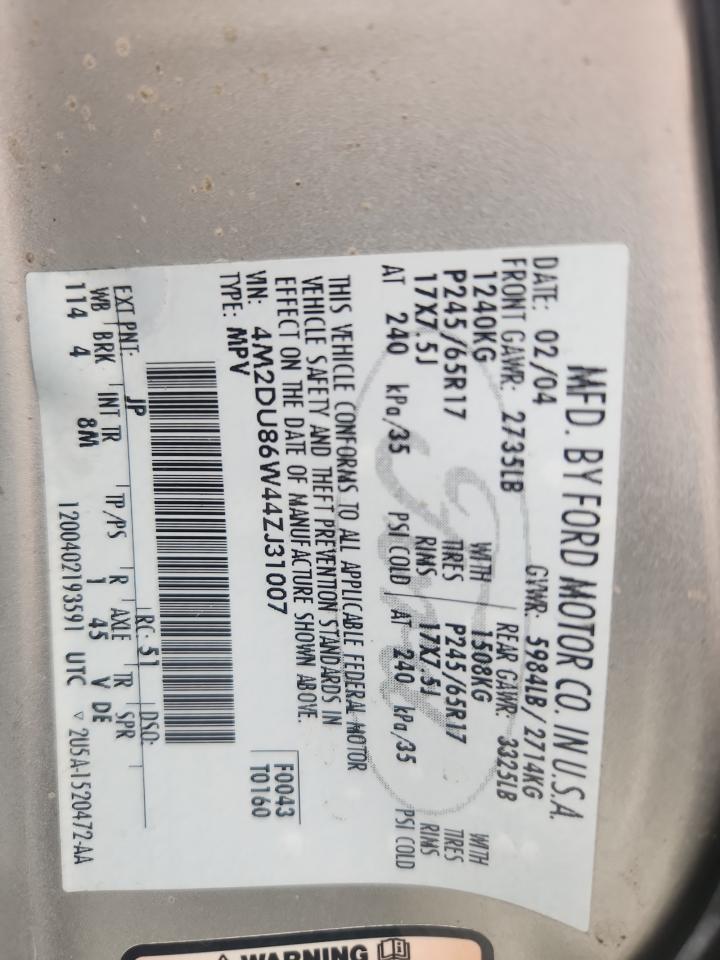 MFD. BY FORD MOTOR CO. IN U.S.A.
DATE: 02/04 GVWR: 5984LB/2714KG
FRONT GAWR: 2735LB REAR GAWR: 3325LB
1240KG WITH 1508KG WITH
P245/65R17 TIRES P245/65R17 TIRES
17X7.5J RIMS 17X7.5J RIMS
AT 240 kPa/35 PSI COLD AT 240 kPa/35 PSI COLD
THIS VEHICLE CONFORMS TO ALL APPLICABLE FEDERAL MOTOR
VEHICLE SAFETY AND THEFT PREVENTION STANDARDS IN
EFFECT ON THE DATE OF MANUFACTURE SHOWN ABOVE.
VIN: 4M2DU86W44ZJ31007 F0043
TYPE: MPV T0160
EXT PNT: JP RC: 51 DSO:
WB BRK INT TR TP/PS R AXLE TR SPR
114 4 8M 1 45 V DE
1200402193591 UTC ▽ 2U5A-1520472-AA
⚠ WARNING